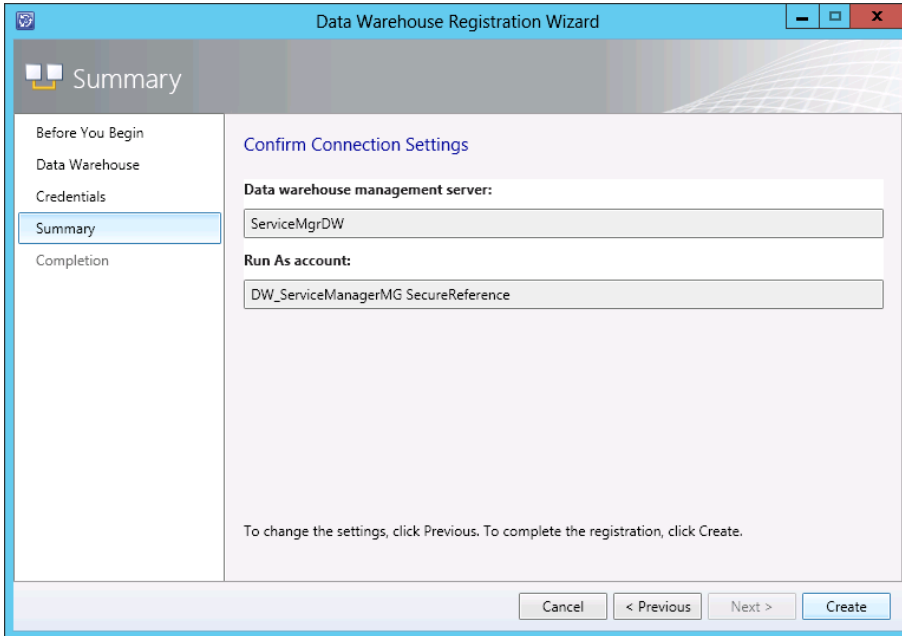 Data Warehouse Registration Wizard
Summary
Before You Begin
Data Warehouse
Credentials
Summary
Completion
Confirm Connection Settings
Data warehouse management server:
ServiceMgrDW
Run As account:
DW_ServiceManagerMG SecureReference
To change the settings, click Previous. To complete the registration, click Create.
Cancel
< Previous
Next >
Create